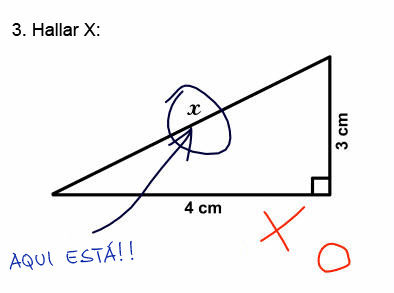 3. Hallar X:
x
3 cm
4 cm
AQUI ESTÁ!!
X O